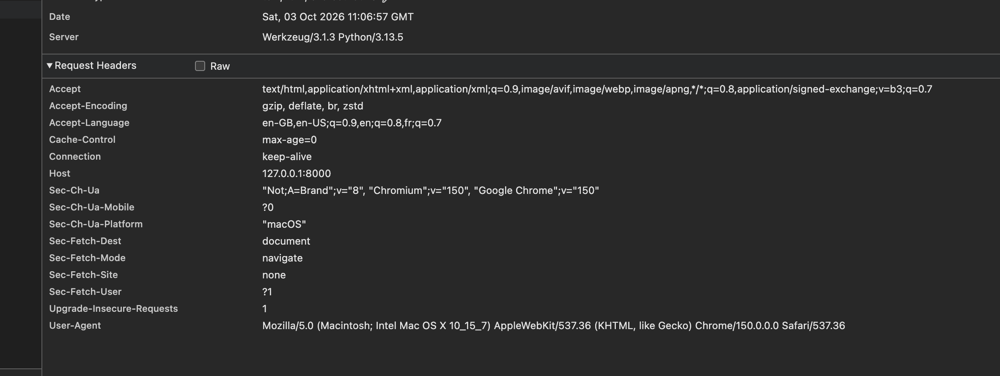 Date Sat, 03 Oct 2026 11:06:57 GMT
Server Werkzeug/3.1.3 Python/3.13.5
Request Headers Raw
Accept text/html,application/xhtml+xml,application/xml;q=0.9,image/avif,image/webp,image/apng,*/*;q=0.8,application/signed-exchange;v=b3;q=0.7
Accept-Encoding gzip, deflate, br, zstd
Accept-Language en-GB,en-US;q=0.9,en;q=0.8,fr;q=0.7
Cache-Control max-age=0
Connection keep-alive
Host 127.0.0.1:8000
Sec-Ch-Ua "Not;A=Brand";v="8", "Chromium";v="150", "Google Chrome";v="150"
Sec-Ch-Ua-Mobile ?0
Sec-Ch-Ua-Platform "macOS"
Sec-Fetch-Dest document
Sec-Fetch-Mode navigate
Sec-Fetch-Site none
Sec-Fetch-User ?1
Upgrade-Insecure-Requests 1
User-Agent Mozilla/5.0 (Macintosh; Intel Mac OS X 10_15_7) AppleWebKit/537.36 (KHTML, like Gecko) Chrome/150.0.0.0 Safari/537.36